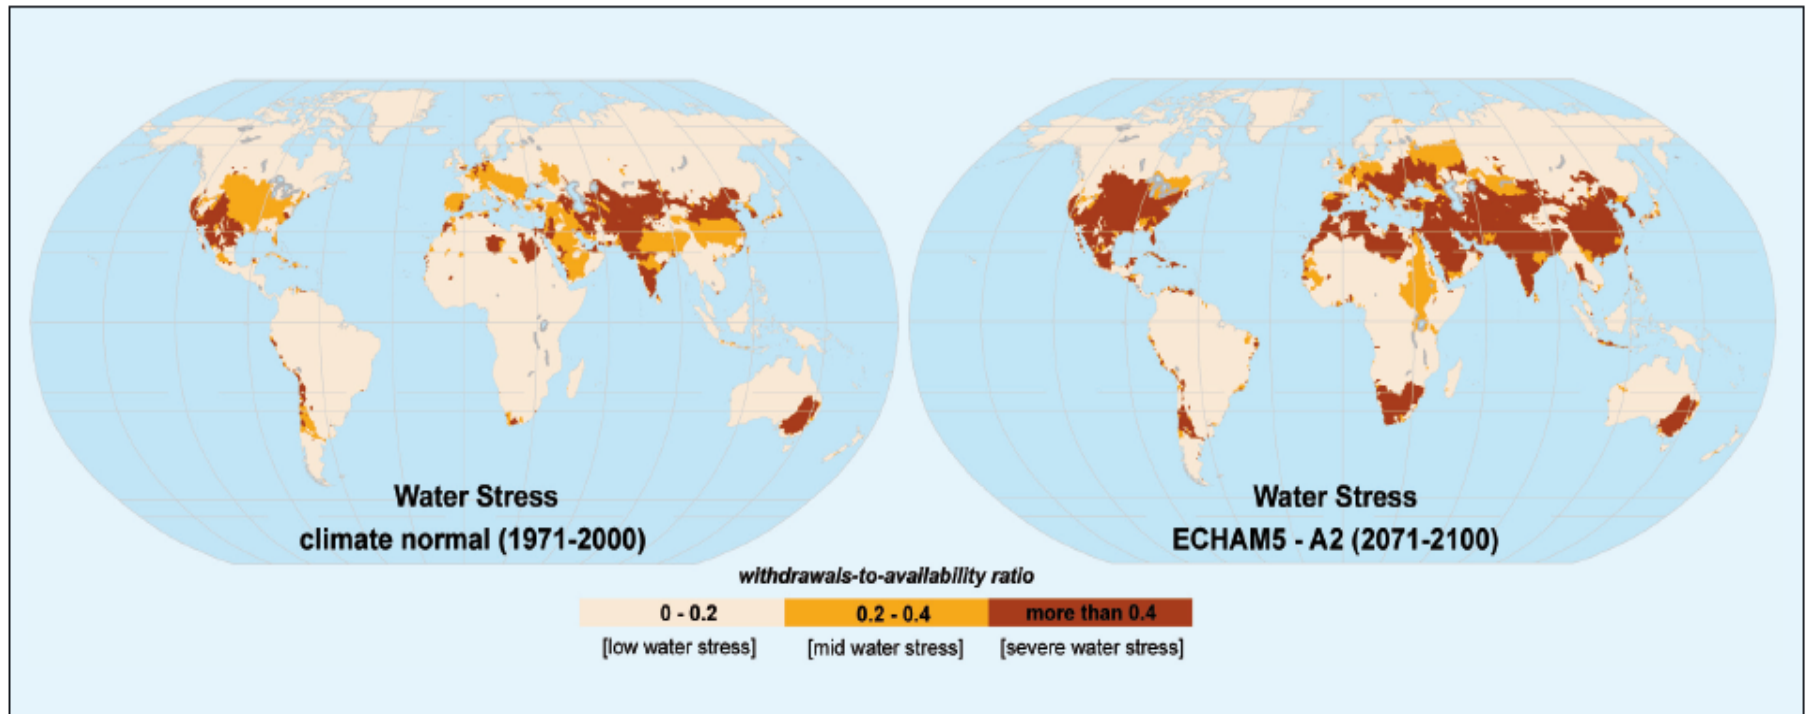 Water Stress
climate normal (1971-2000)
Water Stress
ECHAM5 - A2 (2071-2100)
withdrawals-to-availability ratio
0 - 0.2
0.2 - 0.4
more than 0.4
[low water stress]
[mid water stress]
[severe water stress]